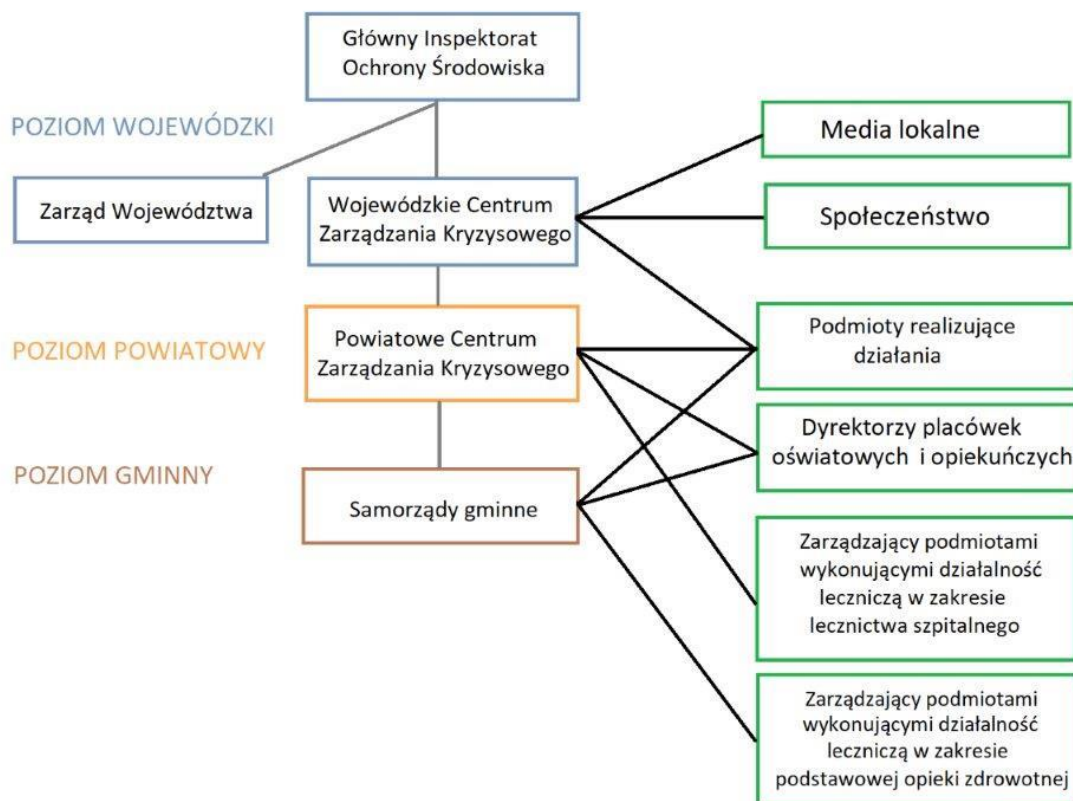 Główny Inspektorat
Ochrony Środowiska
POZIOM WOJEWÓDZKI
Media lokalne
Zarząd Województwa
Wojewódzkie Centrum
Zarządzania Kryzysowego
Społeczeństwo
POZIOM POWIATOWY
Powiatowe Centrum
Zarządzania Kryzysowego
Podmioty realizujące
działania
Dyrektorzy placówek
oświatowych i opiekuńczych
POZIOM GMINNY
Samorządy gminne
Zarządzający podmiotami
wykonującymi działalność
leczniczą w zakresie
lecznictwa szpitalnego
Zarządzający podmiotami
wykonującymi działalność
leczniczą w zakresie
podstawowej opieki zdrowotnej